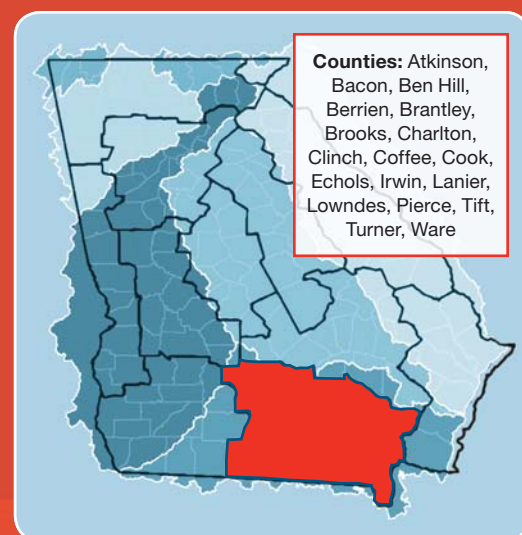 Counties: Atkinson,
Bacon, Ben Hill,
Berrien, Brantley,
Brooks, Charlton,
Clinch, Coffee, Cook,
Echols, Irwin, Lanier,
Lowndes, Pierce, Tift,
Turner, Ware